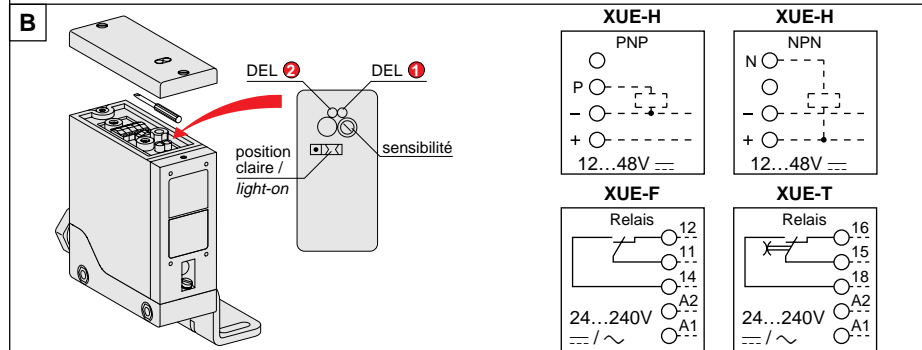 B
DEL 2
DEL 1
position
claire /
light-on
sensibilité
XUE-H
PNP
P
–
+
12…48V ⎓
XUE-H
NPN
N
–
+
12…48V ⎓
XUE-F
Relais
12
11
14
A2
24…240V
A1
⎓ / ~
XUE-T
Relais
16
15
18
A2
24…240V
A1
⎓ / ~